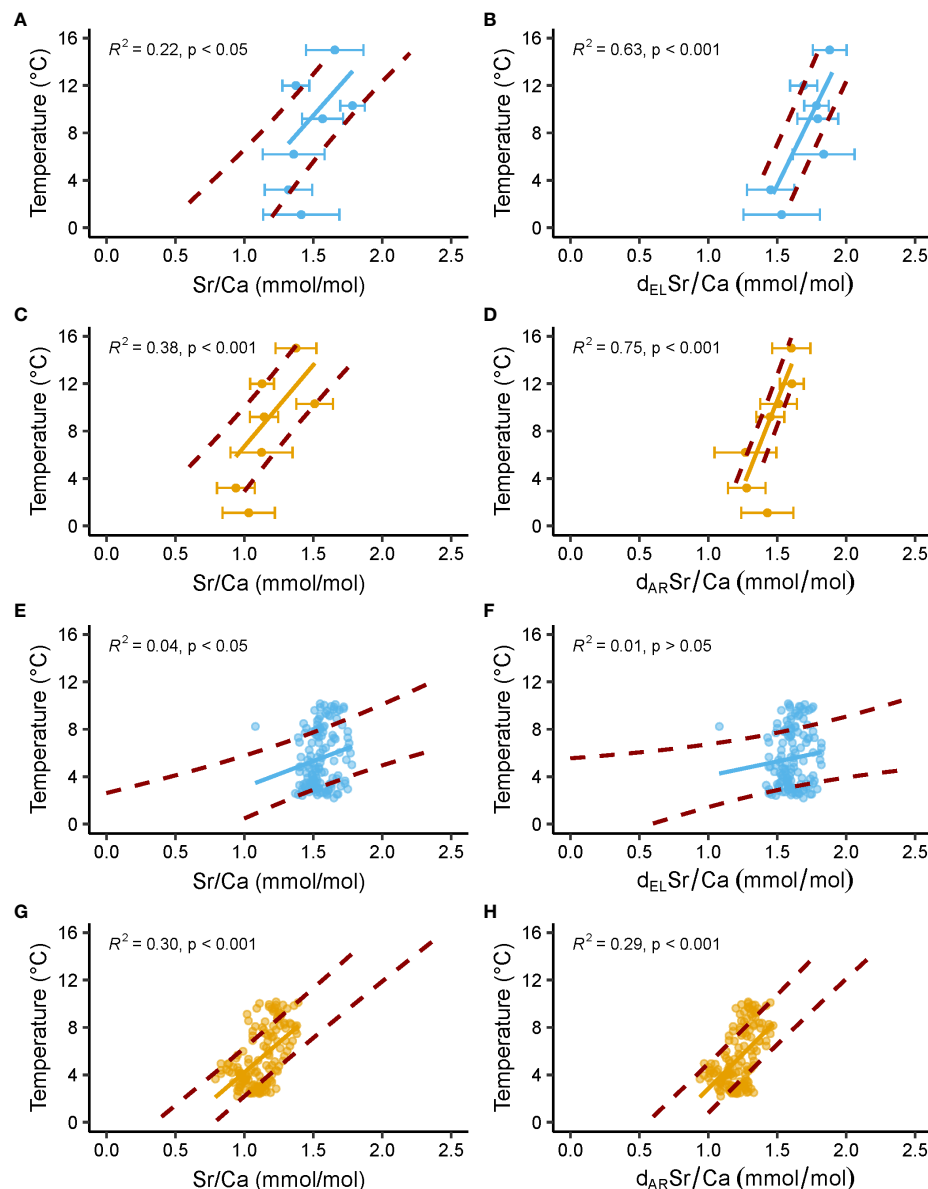 A
R² = 0.22, p < 0.05
Temperature (°C)
16
12
8
4
0
0.0 0.5 1.0 1.5 2.0 2.5
Sr/Ca (mmol/mol)
B
R² = 0.63, p < 0.001
Temperature (°C)
16
12
8
4
0
0.0 0.5 1.0 1.5 2.0 2.5
dELSr/Ca (mmol/mol)
C
R² = 0.38, p < 0.001
Temperature (°C)
16
12
8
4
0
0.0 0.5 1.0 1.5 2.0 2.5
Sr/Ca (mmol/mol)
D
R² = 0.75, p < 0.001
Temperature (°C)
16
12
8
4
0
0.0 0.5 1.0 1.5 2.0 2.5
dARSr/Ca (mmol/mol)
E
R² = 0.04, p < 0.05
Temperature (°C)
16
12
8
4
0
0.0 0.5 1.0 1.5 2.0 2.5
Sr/Ca (mmol/mol)
F
R² = 0.01, p > 0.05
Temperature (°C)
16
12
8
4
0
0.0 0.5 1.0 1.5 2.0 2.5
dELSr/Ca (mmol/mol)
G
R² = 0.30, p < 0.001
Temperature (°C)
16
12
8
4
0
0.0 0.5 1.0 1.5 2.0 2.5
Sr/Ca (mmol/mol)
H
R² = 0.29, p < 0.001
Temperature (°C)
16
12
8
4
0
0.0 0.5 1.0 1.5 2.0 2.5
dARSr/Ca (mmol/mol)